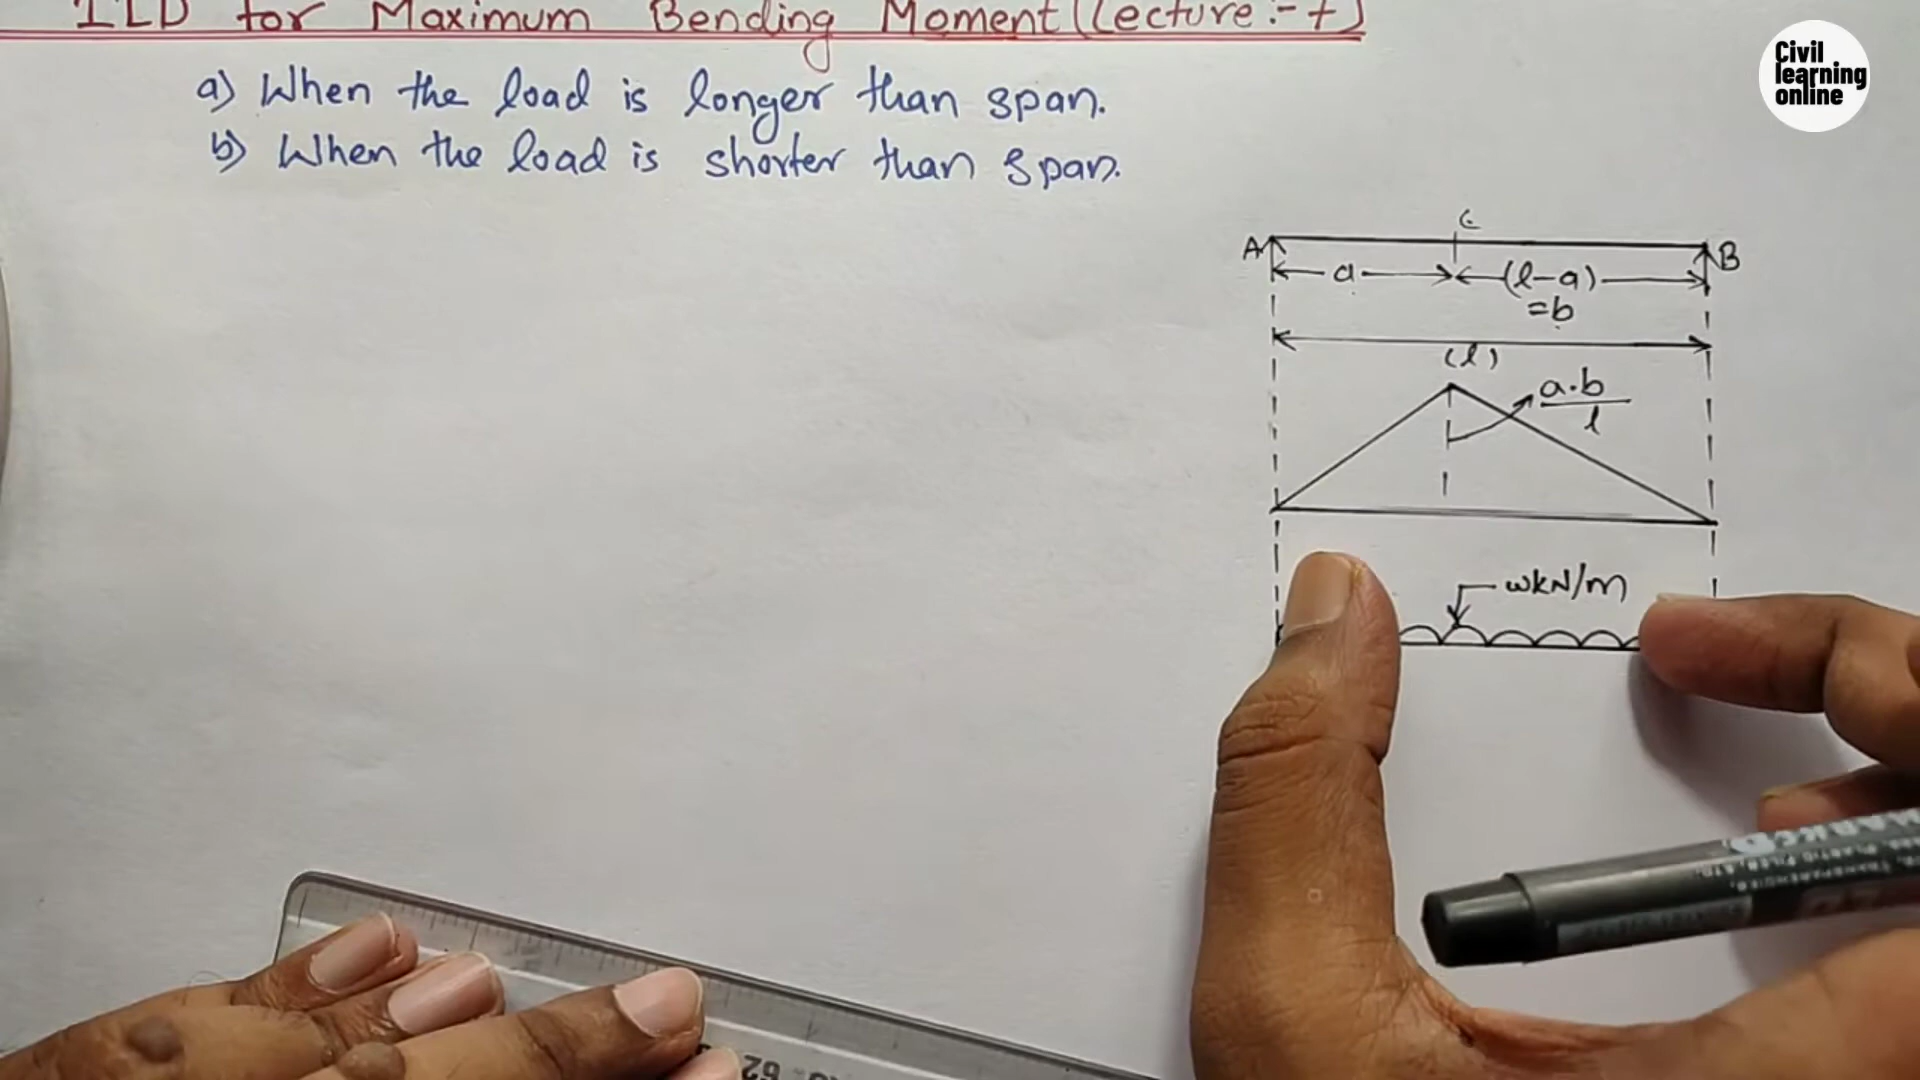 ILD for Maximum Bending Moment (Lecture:-7)
a) When the load is longer than span.
b) When the load is shorter than span.
Civil
learning
online
C
A
B
a
(l-a)
=b
(l)
a.b
l
wkN/m
62